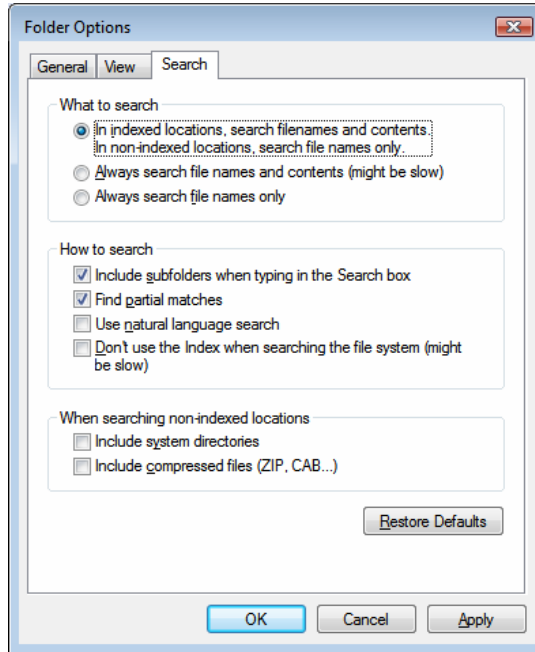 Folder Options
General View Search
What to search
In indexed locations, search filenames and contents.
In non-indexed locations, search file names only.
Always search file names and contents (might be slow)
Always search file names only
How to search
Include subfolders when typing in the Search box
Find partial matches
Use natural language search
Don't use the Index when searching the file system (might
be slow)
When searching non-indexed locations
Include system directories
Include compressed files (ZIP, CAB...)
Restore Defaults
OK Cancel Apply